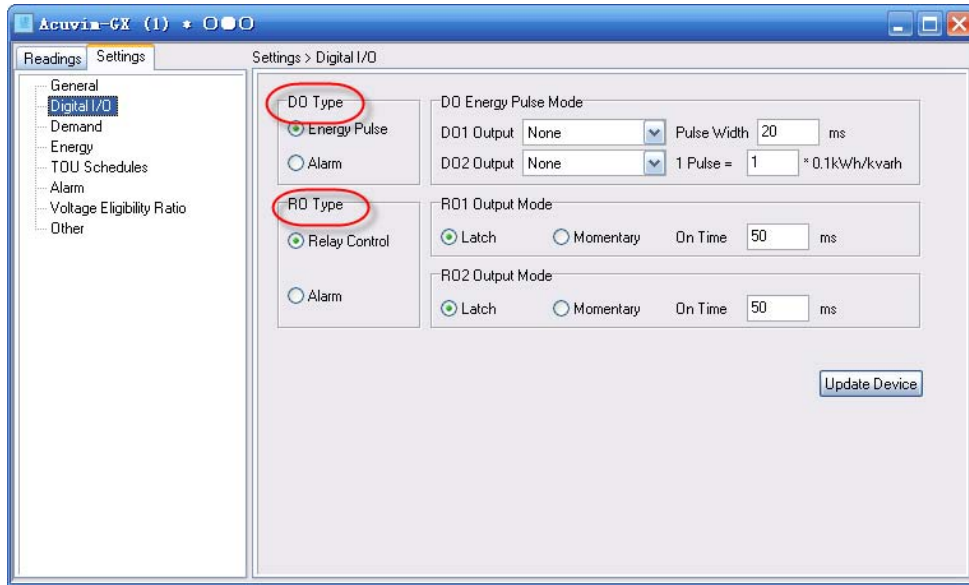 Acuvim-GX (1) *
Readings
Settings
Settings > Digital I/O
General
Digital I/O
Demand
Energy
TOU Schedules
Alarm
Voltage Eligibility Ratio
Other
DO Type
Energy Pulse
Alarm
DO Energy Pulse Mode
DO1 Output None Pulse Width 20 ms
DO2 Output None 1 Pulse = 1 * 0.1kWh/kvarh
RO Type
Relay Control
Alarm
RO1 Output Mode
Latch Momentary On Time 50 ms
RO2 Output Mode
Latch Momentary On Time 50 ms
Update Device